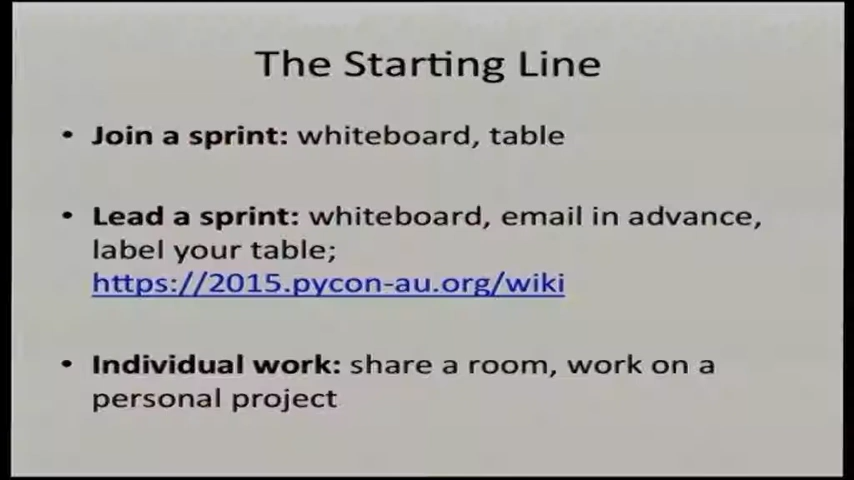 The Starting Line
• Join a sprint: whiteboard, table
• Lead a sprint: whiteboard, email in advance,
label your table;
https://2015.pycon-au.org/wiki
• Individual work: share a room, work on a
personal project